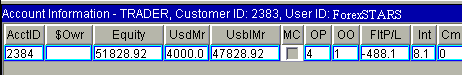 Account Information - TRADER, Customer ID: 2383, User ID: ForexSTARS
AcctID $Owr Equity UsdMr UsblMr MC OP OO FltP/L Int Cm
2384 51828.92 4000.0 47828.92 4 1 -488.1 8.1 0